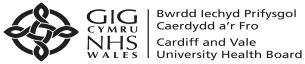 GIG
CYMRU
NHS
WALES
Bwrdd Iechyd Prifysgol
Caerdydd a'r Fro
Cardiff and Vale
University Health Board